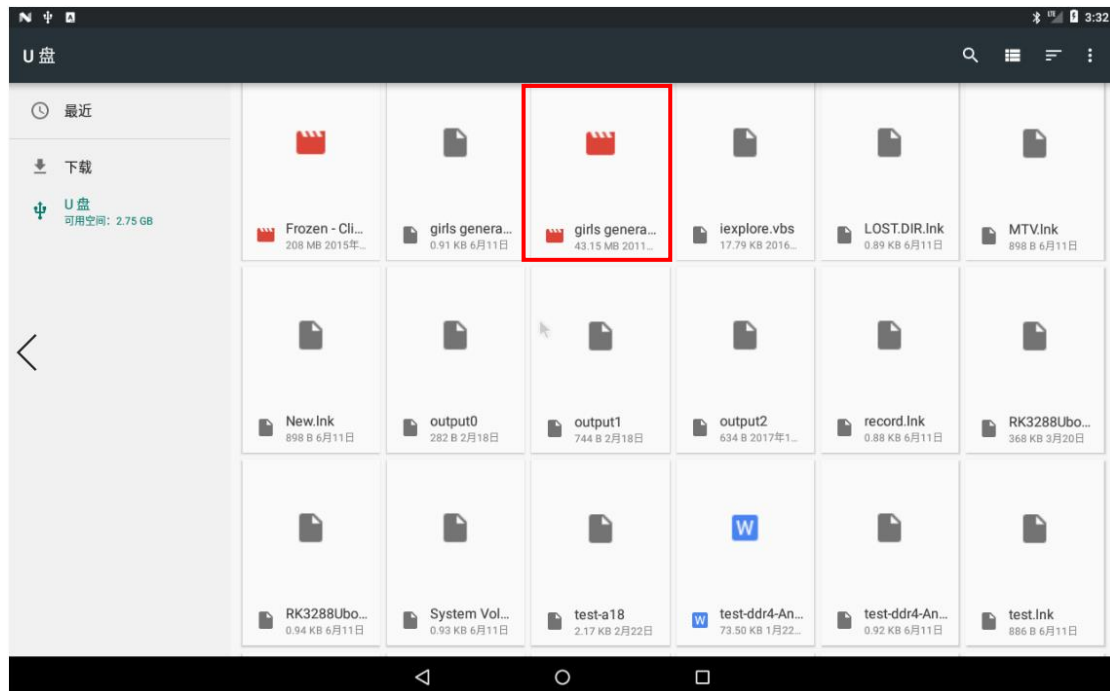 3:32
U 盘
最近
下载
U 盘
可用空间：2.75 GB
Frozen - Cli...
208 MB 2015年...
girls genera...
0.91 KB 6月11日
girls genera...
43.15 MB 2011...
iexplore.vbs
17.79 KB 2016...
LOST.DIR.lnk
0.89 KB 6月11日
MTV.lnk
898 B 6月11日
New.lnk
898 B 6月11日
output0
282 B 2月18日
output1
744 B 2月18日
output2
634 B 2017年1...
record.lnk
0.88 KB 6月11日
RK3288Ubo...
368 KB 3月20日
RK3288Ubo...
0.94 KB 6月11日
System Vol...
0.93 KB 6月11日
test-a18
2.17 KB 2月22日
W
W
test-ddr4-An...
73.50 KB 1月22...
test-ddr4-An...
0.92 KB 6月11日
test.lnk
886 B 6月11日